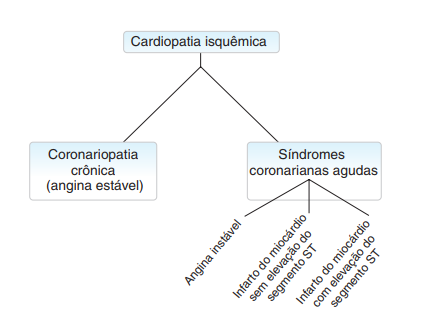 Cardiopatia isquêmica
Coronariopatia
crônica
(angina estável)
Síndromes
coronarianas agudas
Angina instável
Infarto do miocárdio
sem elevação do
segmento ST
Infarto do miocárdio
com elevação do
segmento ST